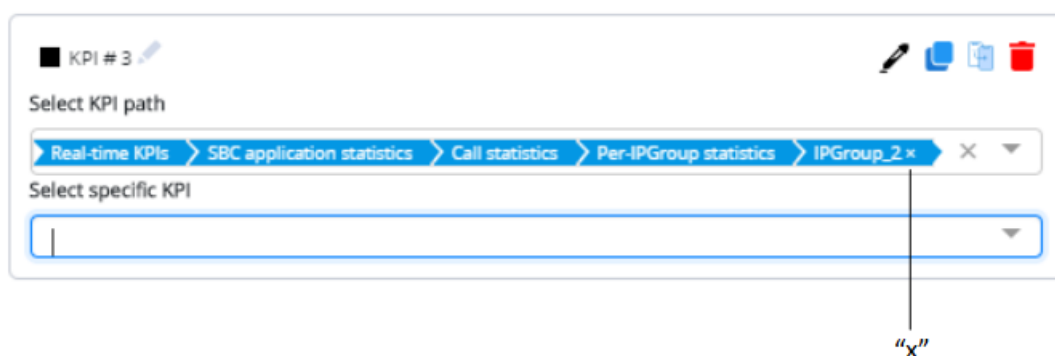 KPI # 3
Select KPI path
Real-time KPIs SBC application statistics Call statistics Per-IPGroup statistics IPGroup_2 × ×
Select specific KPI
“x”